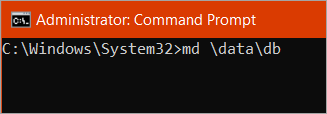 Administrator: Command Prompt
C:\Windows\System32>md \data\db